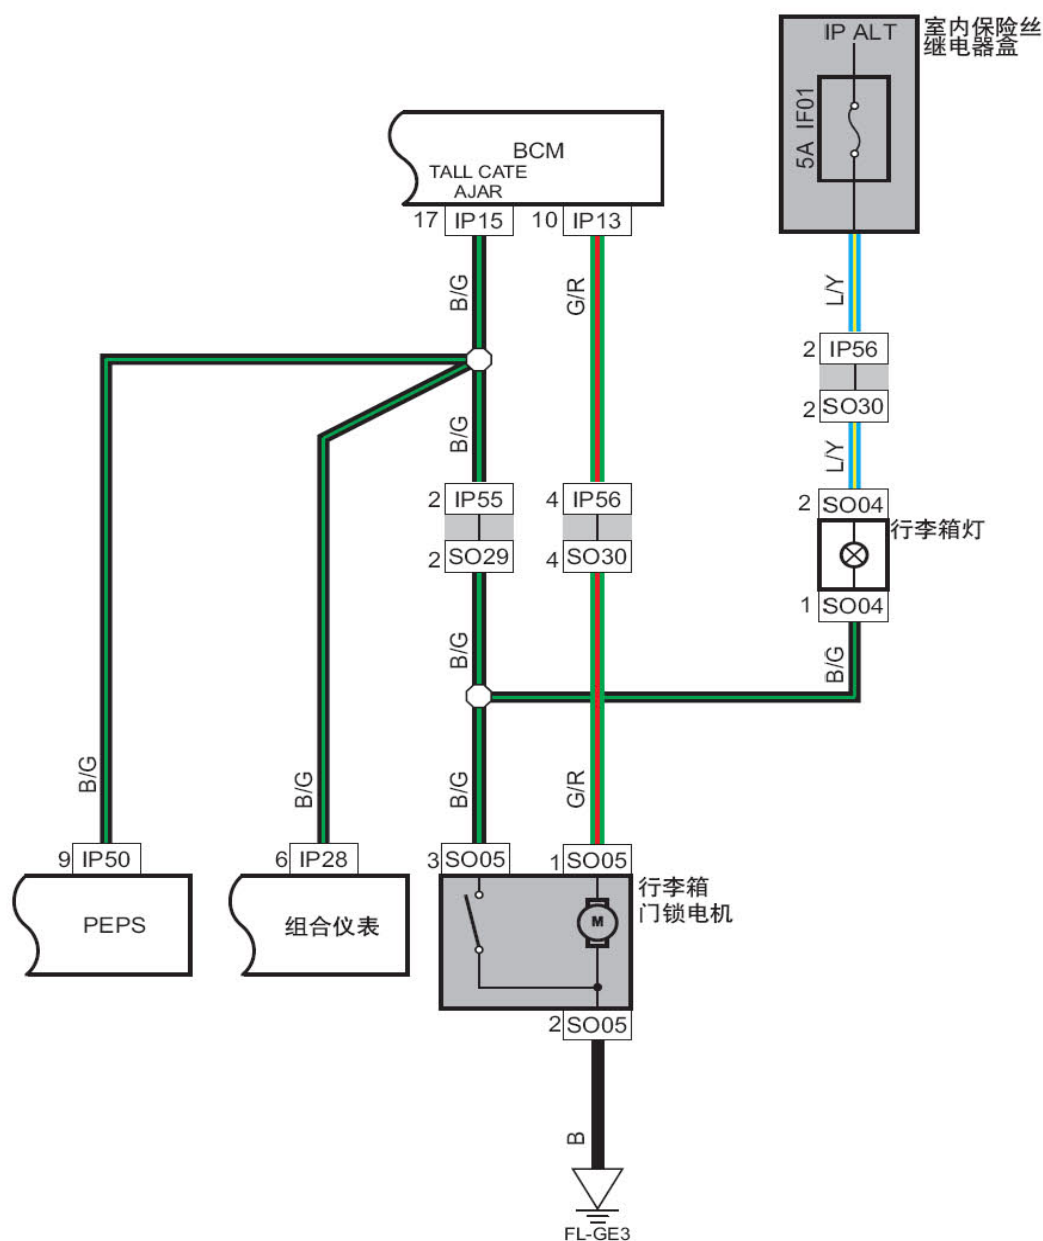 IP ALT
室内保险丝
继电器盒
5A IF01
BCM
TALL CATE
AJAR
17 IP15
10 IP13
B/G
G/R
L/Y
2 IP56
2 SO30
B/G
L/Y
2 IP55
4 IP56
2 SO04
行李箱灯
2 SO29
4 SO30
1 SO04
B/G
B/G
B/G
B/G
B/G
G/R
9 IP50
6 IP28
3 SO05
1 SO05
PEPS
组合仪表
M
行李箱
门锁电机
2 SO05
B
FL-GE3